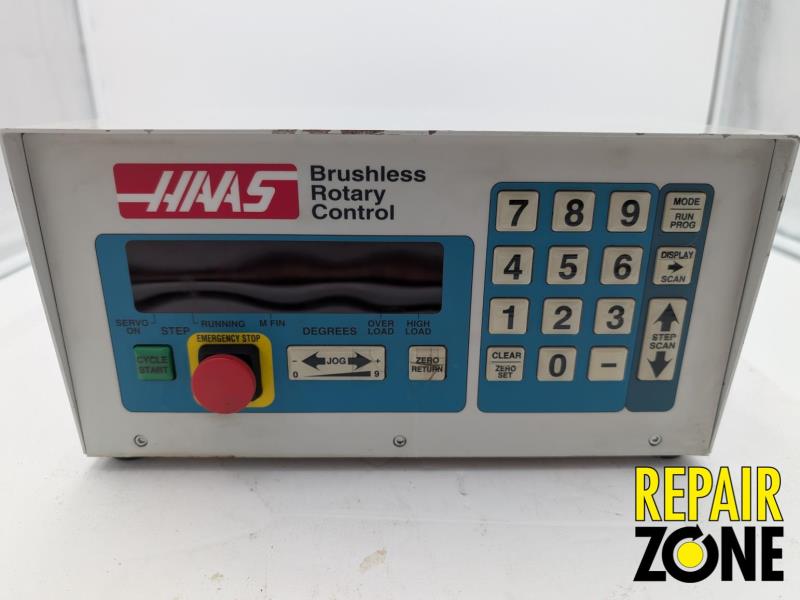 HAAS
Brushless
Rotary
Control
SERVO
ON
STEP
RUNNING
M FIN
DEGREES
OVER
LOAD
HIGH
LOAD
CYCLE
START
EMERGENCY STOP
- JOG +
0 9
ZERO
RETURN
7 8 9
4 5 6
1 2 3
CLEAR
ZERO
SET
0 -
MODE
RUN
PROG
DISPLAY
SCAN
STEP
SCAN
REPAIR
ZONE